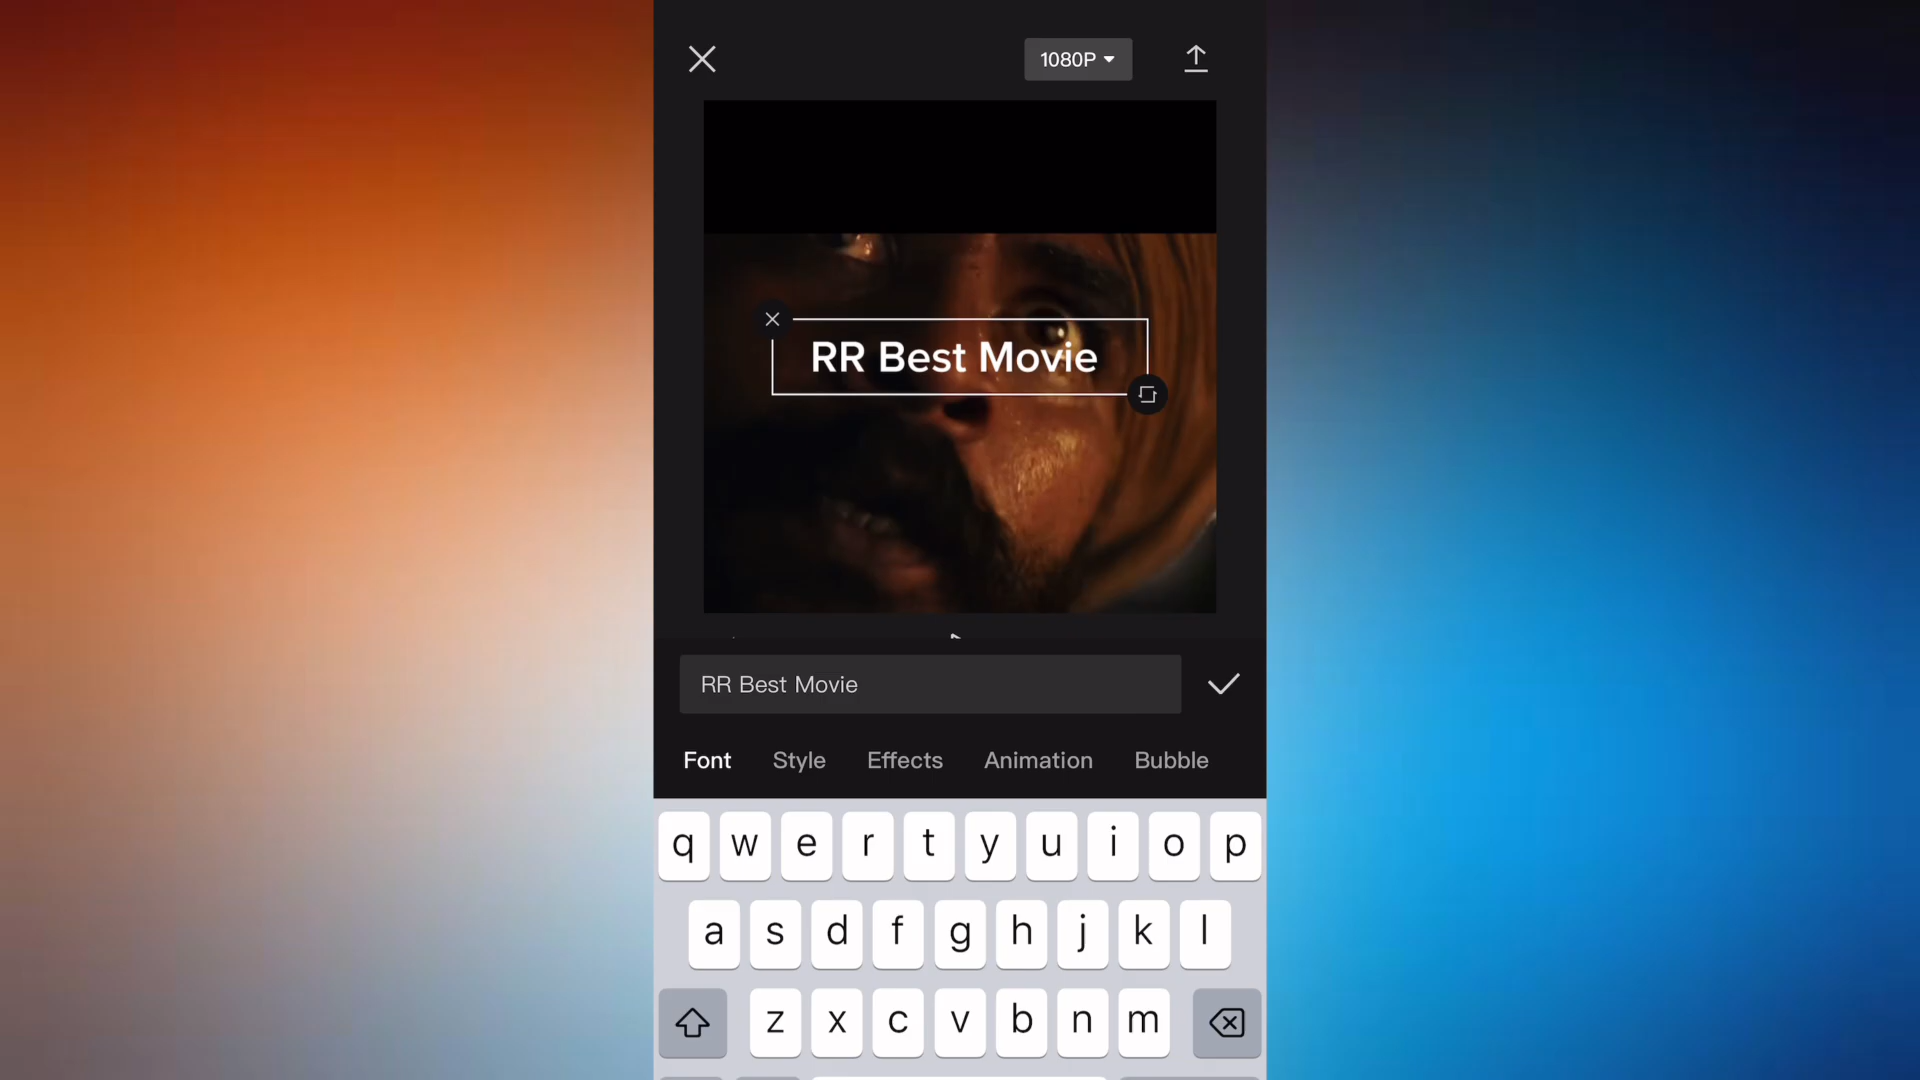 1080P
RR Best Movie
RR Best Movie
Font Style Effects Animation Bubble
q w e r t y u i o p
a s d f g h j k l
z x c v b n m